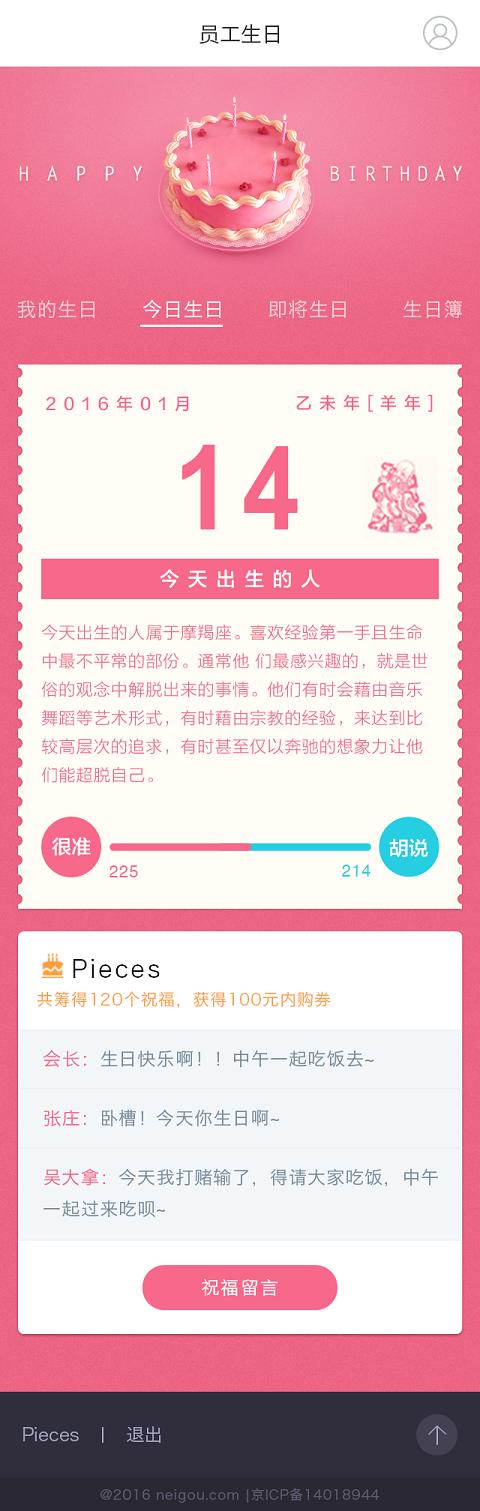 员工生日
HAPPY BIRTHDAY
我的生日 今日生日 即将生日 生日簿
2016年01月 乙未年[羊年]
14
今天出生的人
今天出生的人属于摩羯座。喜欢经验第一手且生命
中最不平常的部份。通常他 们最感兴趣的，就是世
俗的观念中解脱出来的事情。他们有时会藉由音乐
舞蹈等艺术形式，有时藉由宗教的经验，来达到比
较高层次的追求，有时甚至仅以奔驰的想象力让他
们能超脱自己。
很准 胡说
225 214
Pieces
共筹得120个祝福，获得100元内购券
会长：生日快乐啊！！中午一起吃饭去~
张庄：卧槽！今天你生日啊~
吴大拿：今天我打赌输了，得请大家吃饭，中午
一起过来吃呗~
祝福留言
Pieces | 退出
@2016 neigou.com |京ICP备14018944